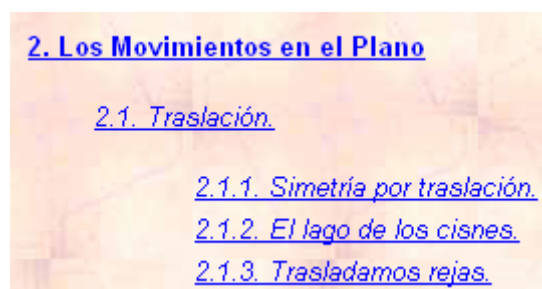 2. Los Movimientos en el Plano
2.1. Traslación.
2.1.1. Simetría por traslación.
2.1.2. El lago de los cisnes.
2.1.3. Trasladamos rejas.